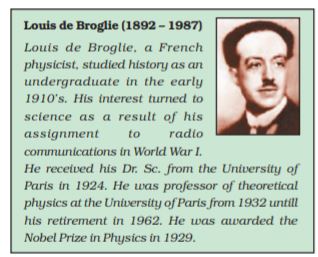 Louis de Broglie (1892 – 1987)
Louis de Broglie, a French
physicist, studied history as an
undergraduate in the early
1910's. His interest turned to
science as a result of his
assignment to radio
communications in World War I.
He received his Dr. Sc. from the University of
Paris in 1924. He was professor of theoretical
physics at the University of Paris from 1932 untill
his retirement in 1962. He was awarded the
Nobel Prize in Physics in 1929.